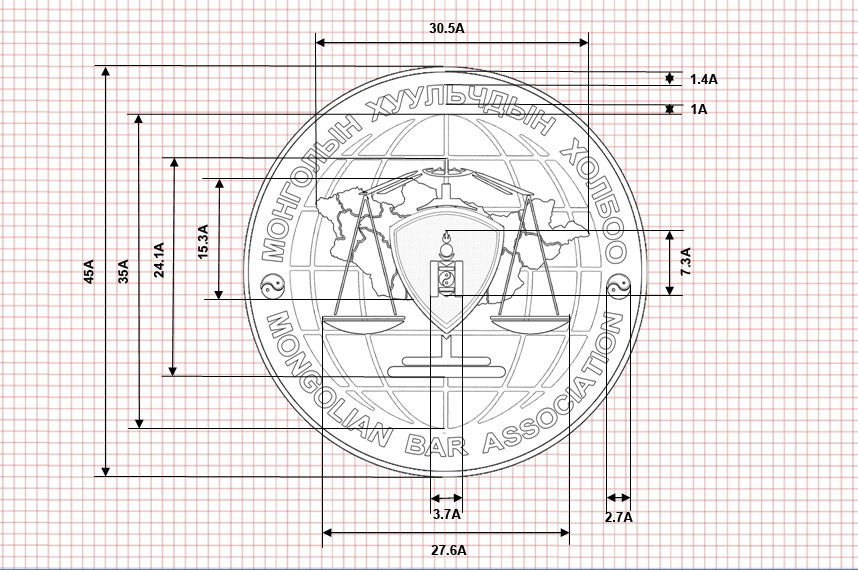 30.5A
1.4A
1A
МОНГОЛЫН ХУУЛЬЧДЫН ХОЛБОО
45A
35A
24.1A
15.3A
7.3A
MONGOLIAN BAR ASSOCIATION
3.7A
2.7A
27.6A